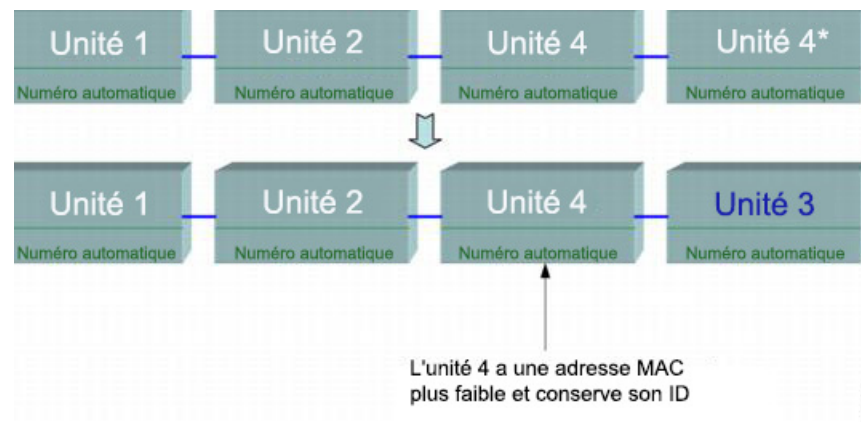 Unité 1 Unité 2 Unité 4 Unité 4*
Numéro automatique Numéro automatique Numéro automatique Numéro automatique
Unité 1 Unité 2 Unité 4 Unité 3
Numéro automatique Numéro automatique Numéro automatique Numéro automatique
L'unité 4 a une adresse MAC
plus faible et conserve son ID